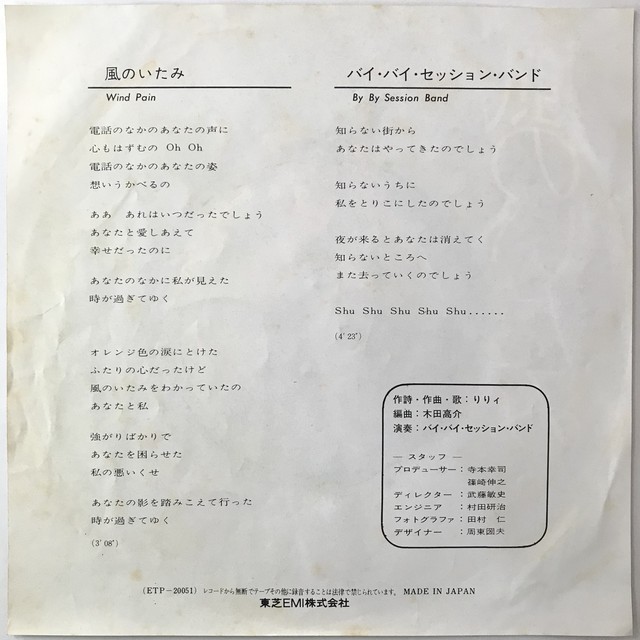 風のいたみ
Wind Pain
電話のなかのあなたの声に
心もはずむの Oh Oh
電話のなかのあなたの姿
想いうかべるの
ああ あれはいつだったでしょう
あなたと愛しあえて
幸せだったのに
あなたのなかに私が見えた
時が過ぎてゆく
オレンジ色の涙にとけた
ふたりの心だったけど
風のいたみをわかっていたの
あなたと私
強がりばかりで
あなたを困らせた
私の悪いくせ
あなたの影を踏みこえて行った
時が過ぎてゆく
(3'08")
バイ・バイ・セッション・バンド
By By Session Band
知らない街から
あなたはやってきたのでしょう
知らないうちに
私をとりこにしたのでしょう
夜が来るとあなたは消えてく
知らないところへ
また去っていくのでしょう
Shu Shu Shu Shu Shu......
(4'23")
作詩・作曲・歌：りりィ
編曲：木田高介
演奏：バイ・バイ・セッション・バンド
― スタッフ ―
プロデューサー：寺本幸司
篠崎伸之
ディレクター：武藤敏史
エンジニア：村田研治
フォトグラファ：田村 仁
デザイナー：周東圀夫
(ETP-20051) レコードから無断でテープその他に録音することは法律で禁じられています。 MADE IN JAPAN
東芝EMI株式会社